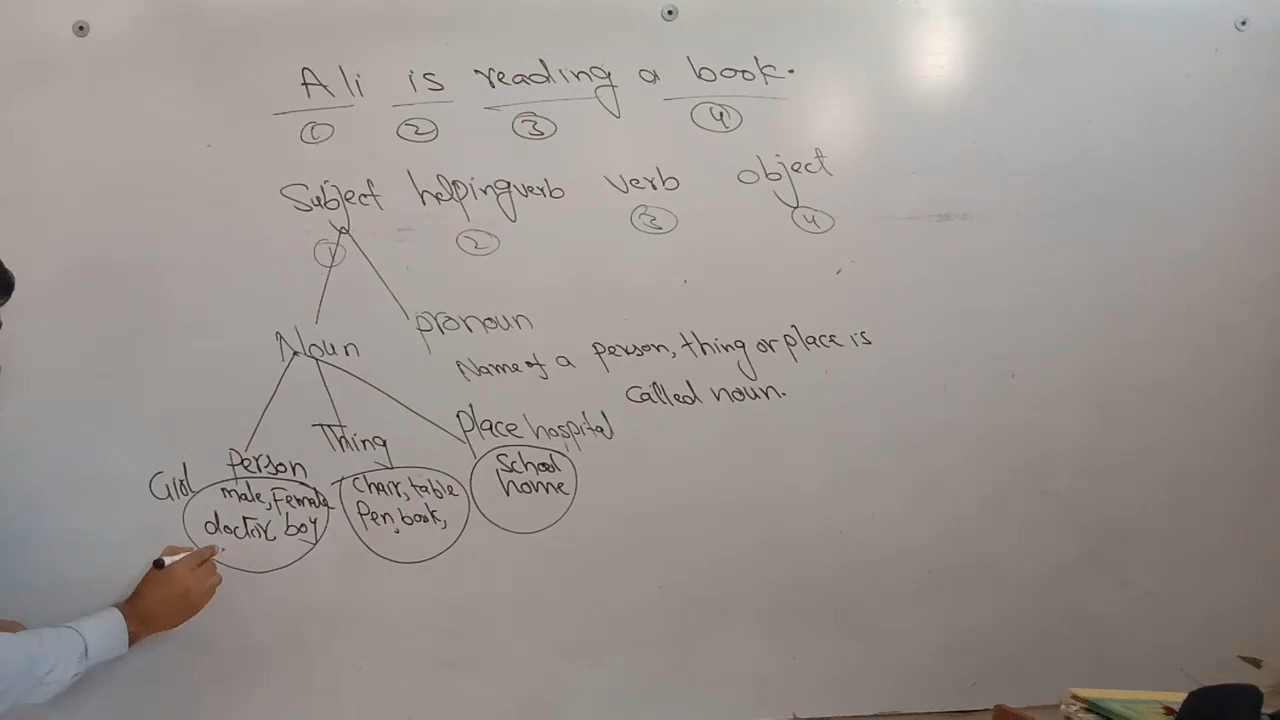 Ali is reading a book.
① ② ③ ④
Subject helping verb verb object
① ② ③ ④
Noun pronoun
Name of a person, thing or place is
called noun.
Person Thing Place hospital
Girl male, Female doctor, boy
chair, table
Pen, book,
School
home